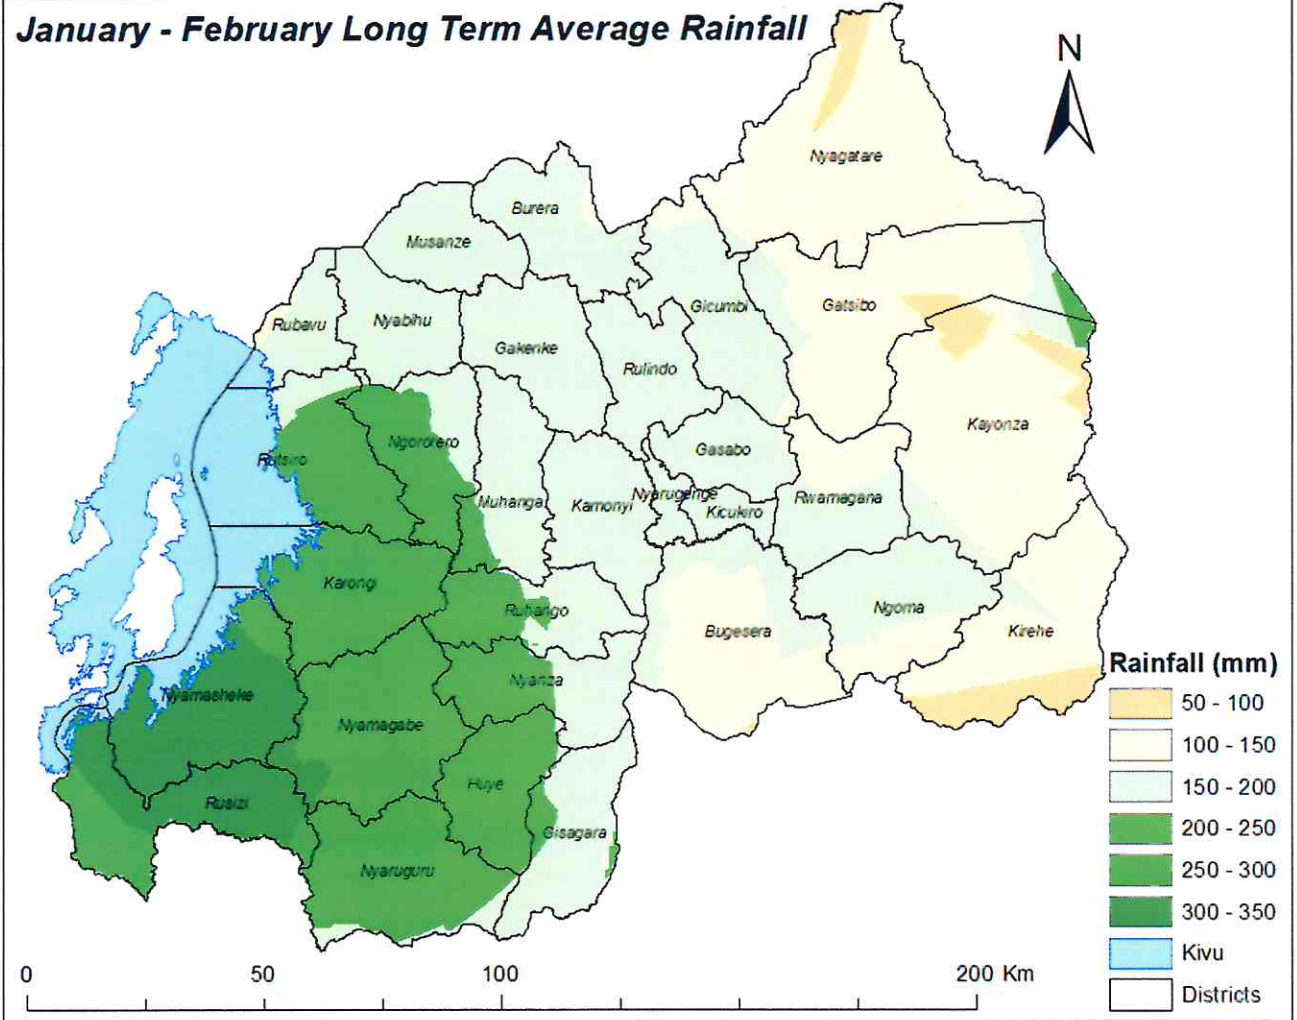 January - February Long Term Average Rainfall
N
Nyagatare
Burera
Musanze
Gicumbi
Gatsibo
Rubavu
Nyabihu
Gakenke
Rulindo
Kayonza
Ngororero
Gasabo
Rutsiro
Muhanga
Kamonyi
Nyarugenge
Kicukiro
Rwamagana
Karongi
Ruhango
Ngoma
Bugesera
Kirehe
Nyamasheke
Nyanza
Nyamagabe
Huye
Rusizi
Gisagara
Nyaruguru
Rainfall (mm)
50 - 100
100 - 150
150 - 200
200 - 250
250 - 300
300 - 350
Kivu
Districts
0 50 100 200 Km